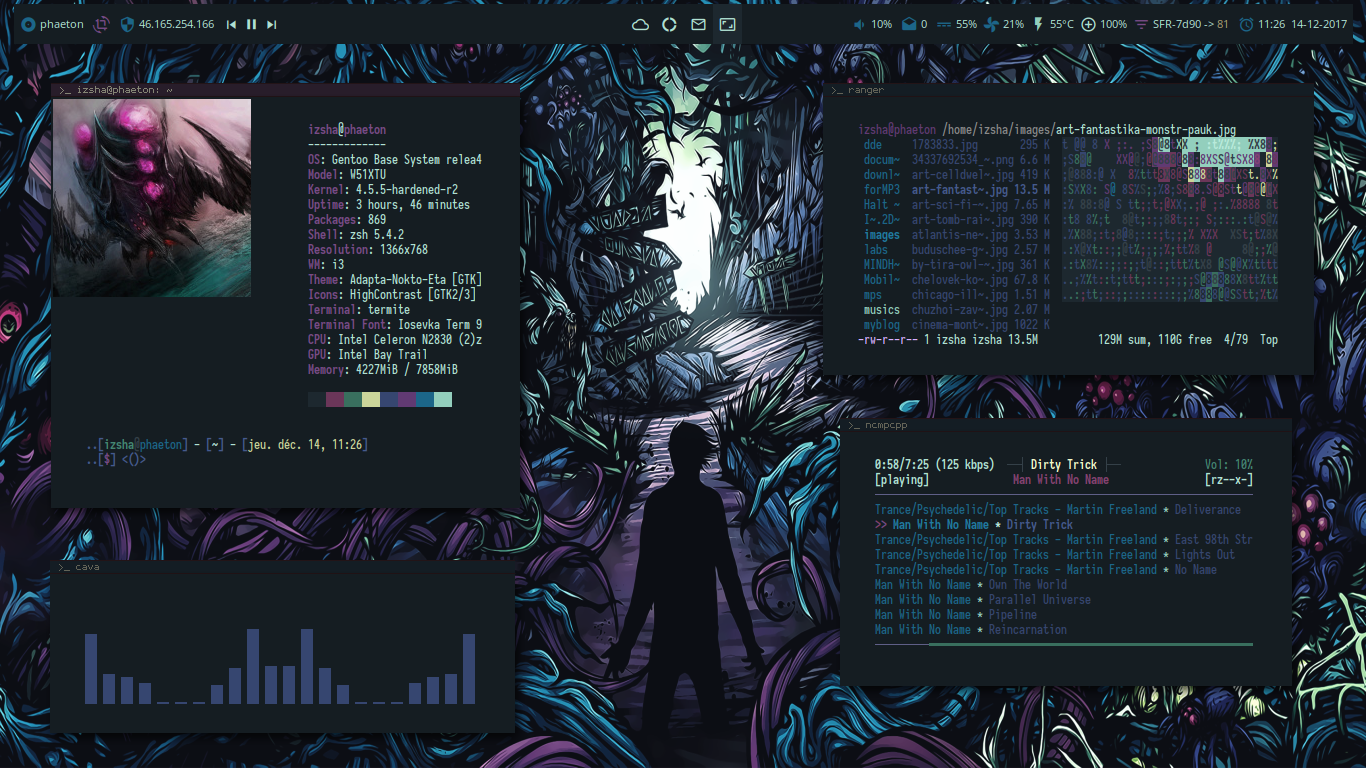 phaeton 46.165.254.166 10% 0 55% 21% 55°C 100% SFR-7d90 -> 81 11:26 14-12-2017
>_ izsha@phaeton: ~
izsha@phaeton
-------------
OS: Gentoo Base System relea4
Model: W51XTU
Kernel: 4.5.5-hardened-r2
Uptime: 3 hours, 46 minutes
Packages: 869
Shell: zsh 5.4.2
Resolution: 1366x768
WM: i3
Theme: Adapta-Nokto-Eta [GTK]
Icons: HighContrast [GTK2/3]
Terminal: termite
Terminal Font: Iosevka Term 9
CPU: Intel Celeron N2830 (2)z
GPU: Intel Bay Trail
Memory: 4227MiB / 7858MiB
..[izsha@phaeton] - [~] - [jeu. déc. 14, 11:26]
..[$] <()>
>_ cava
>_ ranger
izsha@phaeton /home/izsha/images/art-fantastika-monstr-pauk.jpg
dde 1783833.jpg 295 K
docum~ 34337692534_~.png 6.6 M
downl~ art-celldwel~.jpg 419 K
forMP3 art-fantast~.jpg 13.5 M
Halt ~ art-sci-fi-~~.jpg 7.65 M
I~.2D~ art-tomb-rai~.jpg 390 K
images atlantis-ne~.jpg 3.53 M
labs buduschee-g~.jpg 2.57 M
MINDH~ by-tira-owl-~.jpg 361 K
Mobil~ chelovek-ko~.jpg 67.8 K
mps chicago-ill~.jpg 1.51 M
musics chuzhoi-zav~.jpg 2.07 M
myblog cinema-mont~.jpg 1022 K
-rw-r--r-- 1 izsha izsha 13.5M 129M sum, 110G free 4/79 Top
>_ ncmpcpp
0:58/7:25 (125 kbps) Dirty Trick Vol: 10%
[playing] Man With No Name [rz--x-]
Trance/Psychedelic/Top Tracks - Martin Freeland * Deliverance
>> Man With No Name * Dirty Trick
Trance/Psychedelic/Top Tracks - Martin Freeland * East 98th Str
Trance/Psychedelic/Top Tracks - Martin Freeland * Lights Out
Trance/Psychedelic/Top Tracks - Martin Freeland * No Name
Man With No Name * Own The World
Man With No Name * Parallel Universe
Man With No Name * Pipeline
Man With No Name * Reincarnation